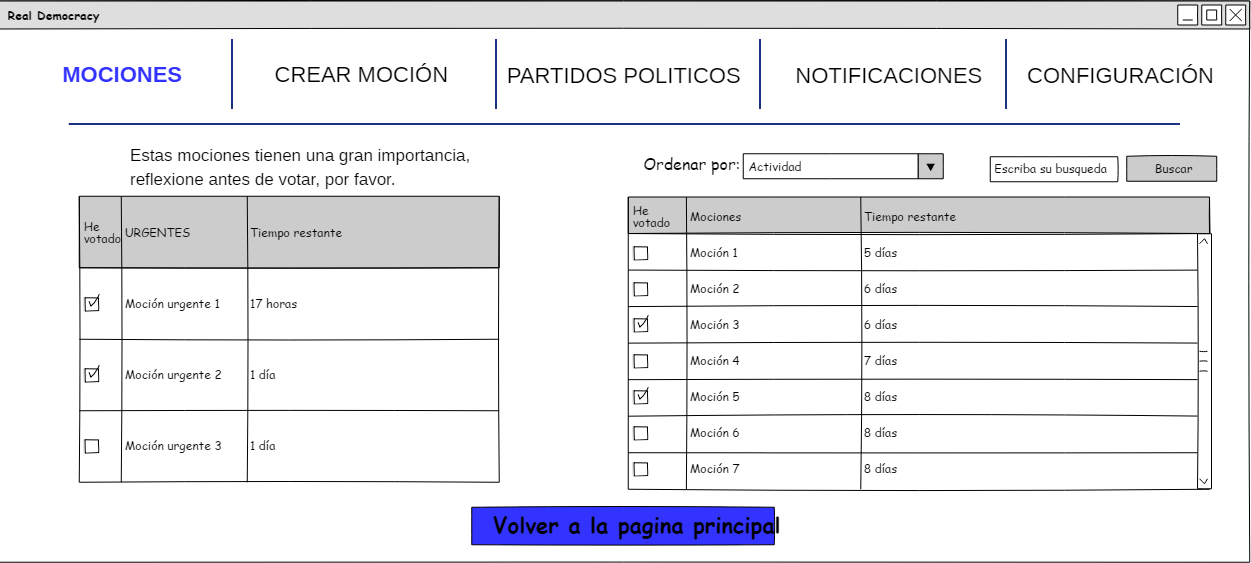 Real Democracy
MOCIONES
CREAR MOCIÓN
PARTIDOS POLITICOS
NOTIFICACIONES
CONFIGURACIÓN
Estas mociones tienen una gran importancia,
reflexione antes de votar, por favor.
He
votado
URGENTES
Tiempo restante
Moción urgente 1
17 horas
Moción urgente 2
1 día
Moción urgente 3
1 día
Ordenar por:
Actividad
Escriba su busqueda
Buscar
He
votado
Mociones
Tiempo restante
Moción 1
5 días
Moción 2
6 días
Moción 3
6 días
Moción 4
7 días
Moción 5
8 días
Moción 6
8 días
Moción 7
8 días
Volver a la pagina principal